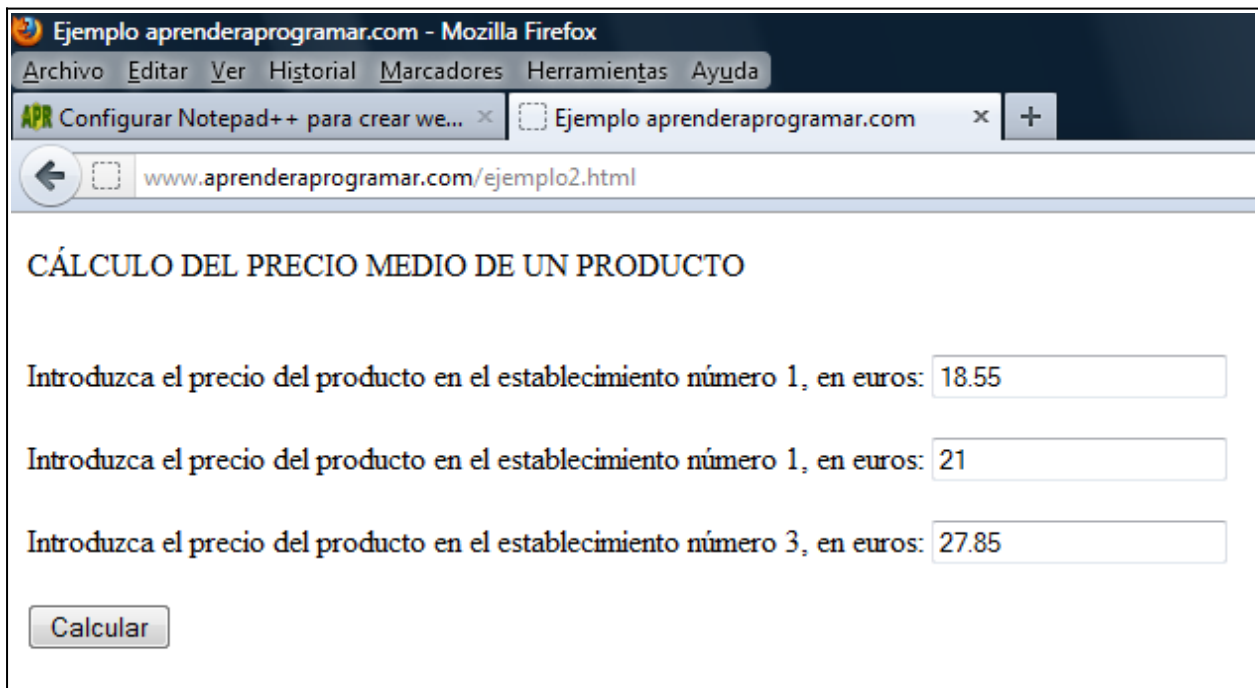 Ejemplo aprenderaprogramar.com - Mozilla Firefox
Archivo Editar Ver Historial Marcadores Herramientas Ayuda
APR Configurar Notepad++ para crear we... × Ejemplo aprenderaprogramar.com × +
www.aprenderaprogramar.com/ejemplo2.html
CÁLCULO DEL PRECIO MEDIO DE UN PRODUCTO
Introduzca el precio del producto en el establecimiento número 1, en euros: 18.55
Introduzca el precio del producto en el establecimiento número 1, en euros: 21
Introduzca el precio del producto en el establecimiento número 3, en euros: 27.85
Calcular